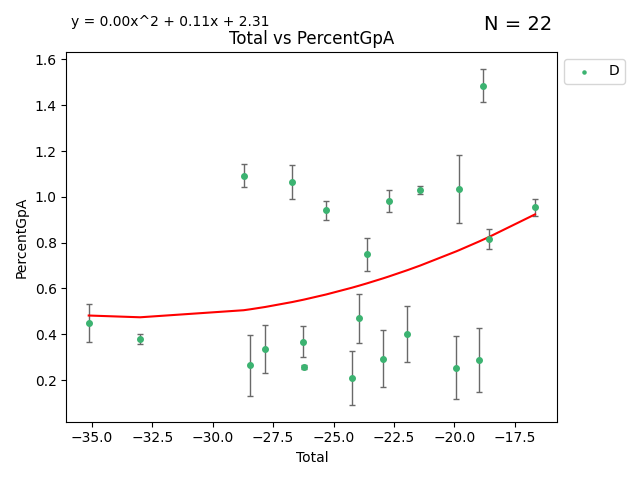 y = 0.00x^2 + 0.11x + 2.31
N = 22
Total vs PercentGpA
D
1.6
1.4
1.2
1.0
0.8
0.6
0.4
0.2
PercentGpA
−35.0 −32.5 −30.0 −27.5 −25.0 −22.5 −20.0 −17.5
Total